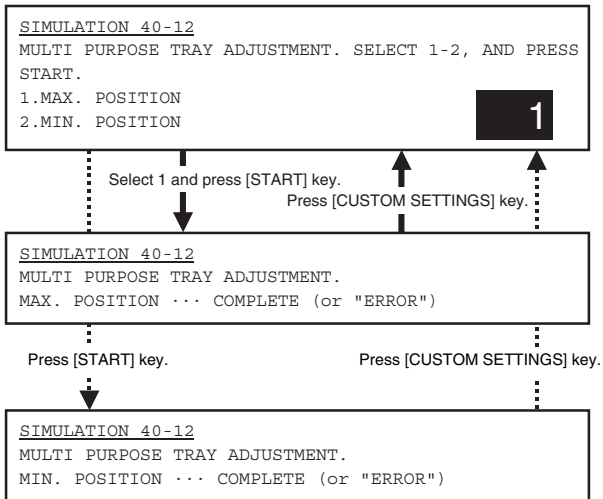 SIMULATION 40-12
MULTI PURPOSE TRAY ADJUSTMENT. SELECT 1-2, AND PRESS
START.
1.MAX. POSITION
2.MIN. POSITION
1
Select 1 and press [START] key.
Press [CUSTOM SETTINGS] key.
SIMULATION 40-12
MULTI PURPOSE TRAY ADJUSTMENT.
MAX. POSITION ··· COMPLETE (or "ERROR")
Press [START] key.
Press [CUSTOM SETTINGS] key.
SIMULATION 40-12
MULTI PURPOSE TRAY ADJUSTMENT.
MIN. POSITION ··· COMPLETE (or "ERROR")